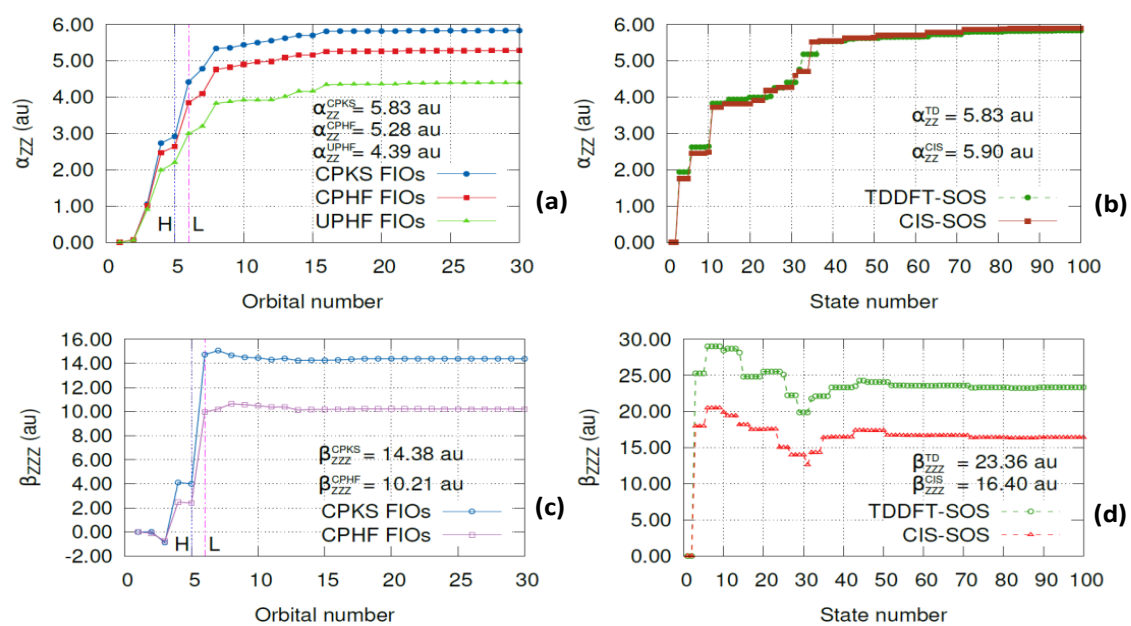 (a)
6.00
5.00
4.00
3.00
2.00
1.00
0.00
αZZ (au)
α^CPKS_ZZ = 5.83 au
α^CPHF_ZZ = 5.28 au
α^UPHF_ZZ = 4.39 au
CPKS FIOs
CPHF FIOs
UPHF FIOs
H L
0 5 10 15 20 25 30
Orbital number
(b)
6.00
5.00
4.00
3.00
2.00
1.00
0.00
αZZ (au)
α^TD_ZZ = 5.83 au
α^CIS_ZZ = 5.90 au
TDDFT-SOS
CIS-SOS
0 10 20 30 40 50 60 70 80 90 100
State number
(c)
16.00
14.00
12.00
10.00
8.00
6.00
4.00
2.00
0.00
-2.00
βZZZ (au)
β^CPKS_ZZZ = 14.38 au
β^CPHF_ZZZ = 10.21 au
CPKS FIOs
CPHF FIOs
H L
0 5 10 15 20 25 30
Orbital number
(d)
30.00
25.00
20.00
15.00
10.00
5.00
0.00
βZZZ (au)
β^TD_ZZZ = 23.36 au
β^CIS_ZZZ = 16.40 au
TDDFT-SOS
CIS-SOS
0 10 20 30 40 50 60 70 80 90 100
State number